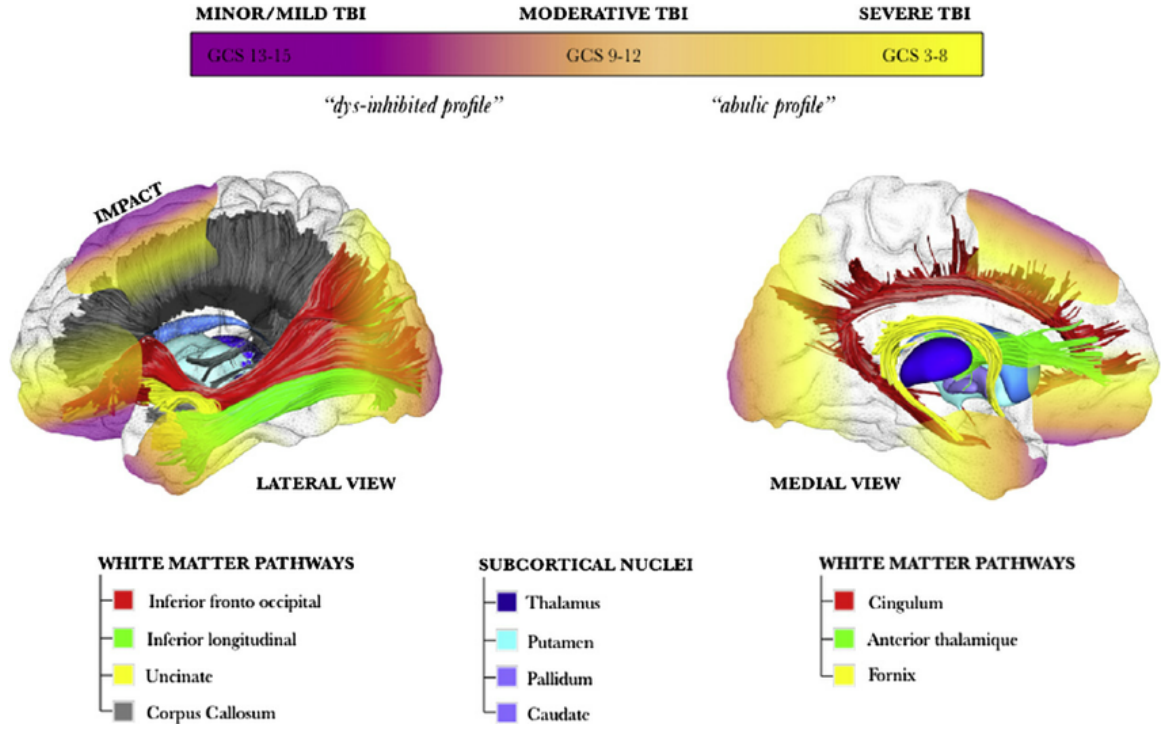 MINOR/MILD TBI MODERATIVE TBI SEVERE TBI
GCS 13-15 GCS 9-12 GCS 3-8
“dys-inhibited profile” “abulic profile”
IMPACT
LATERAL VIEW MEDIAL VIEW
WHITE MATTER PATHWAYS
Inferior fronto occipital
Inferior longitudinal
Uncinate
Corpus Callosum
SUBCORTICAL NUCLEI
Thalamus
Putamen
Pallidum
Caudate
WHITE MATTER PATHWAYS
Cingulum
Anterior thalamique
Fornix